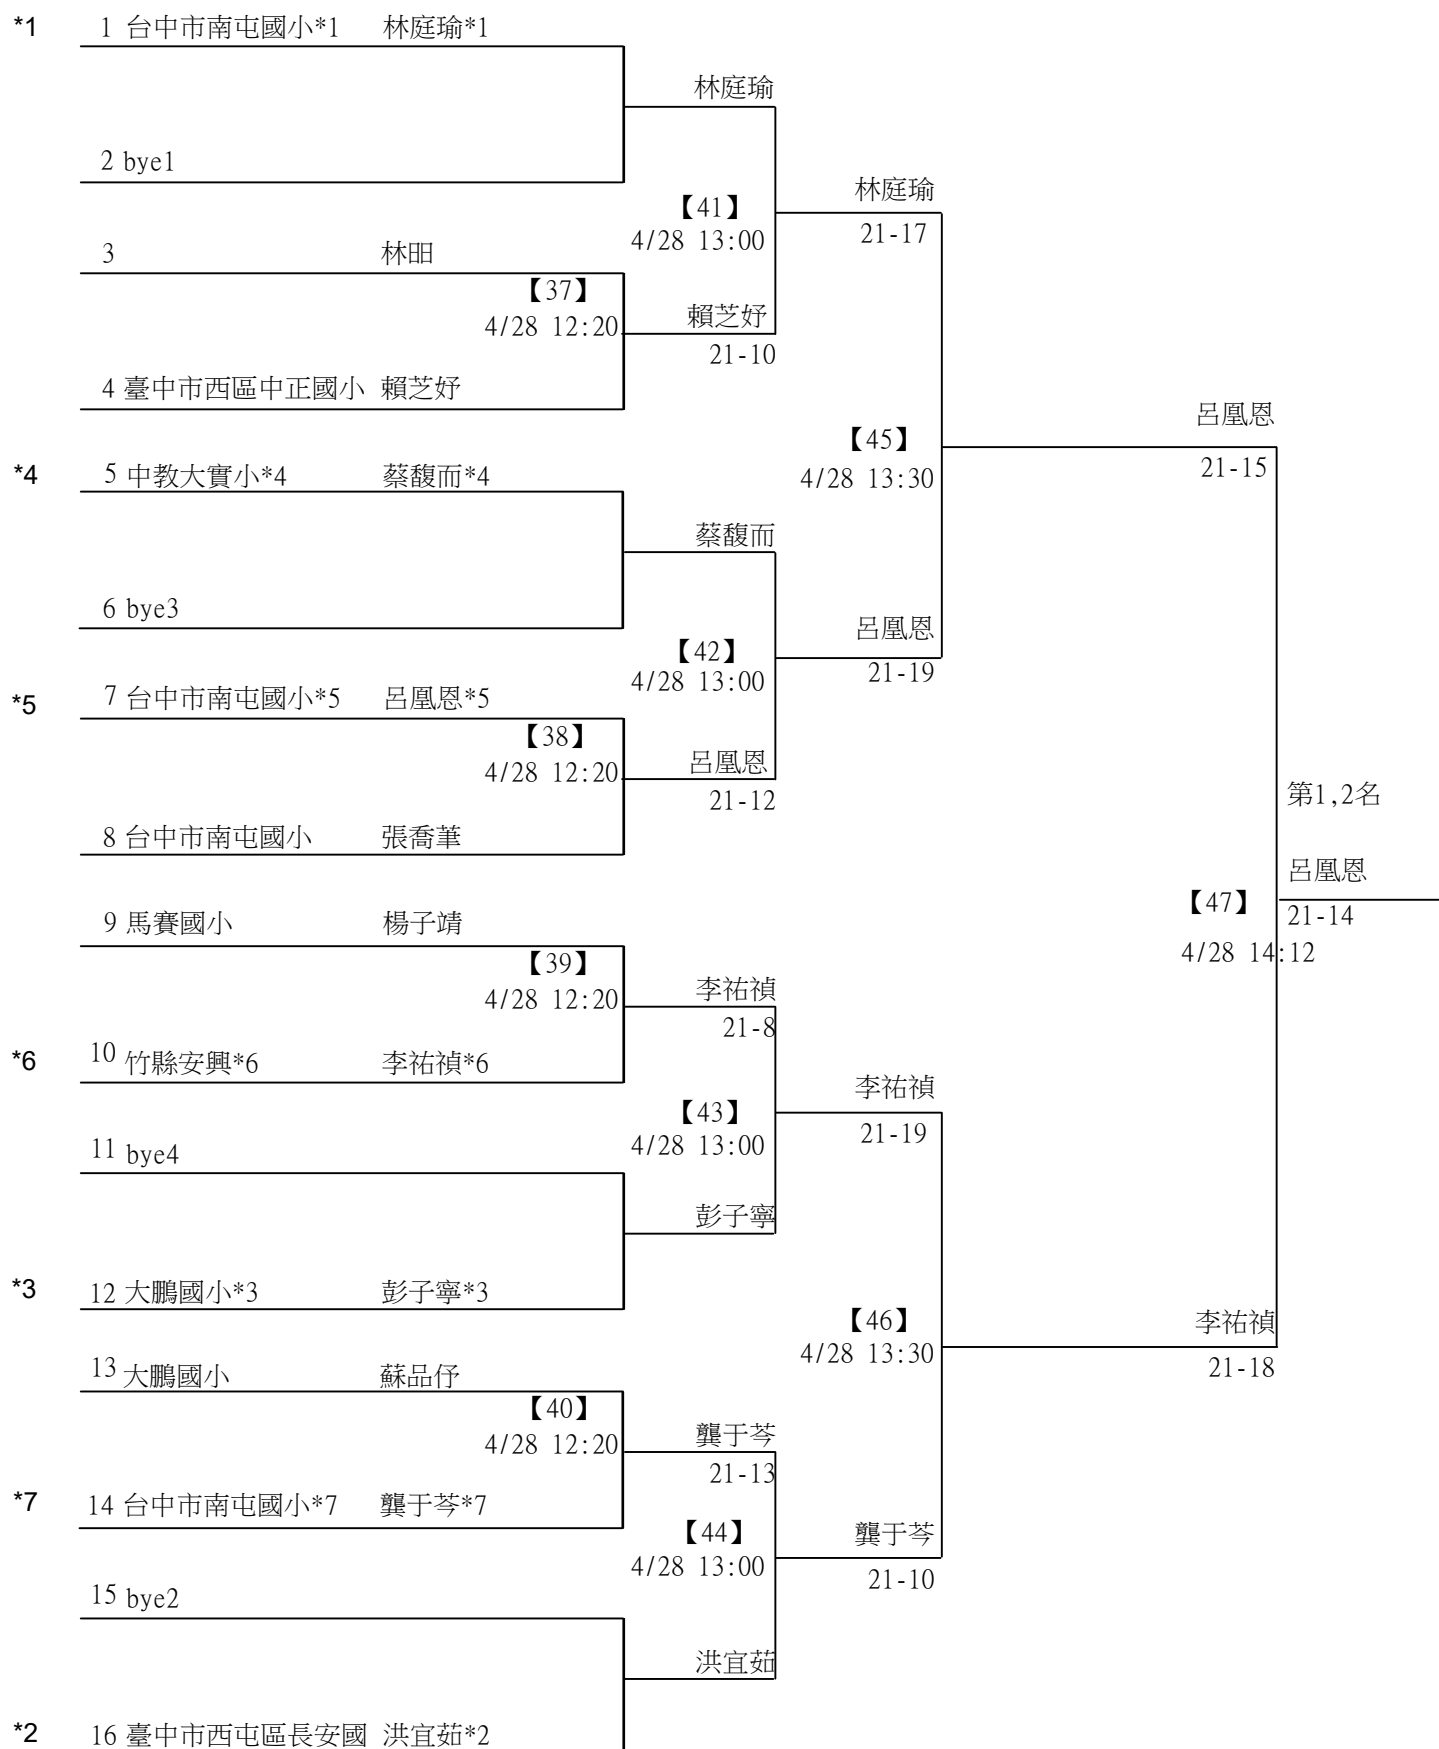 *1 1 台中市南屯國小*1 林庭瑜*1
林庭瑜
2 bye1
林庭瑜
【41】
21-17
4/28 13:00
3 林昍
【37】
賴芝妤
4/28 12:20
21-10
4 臺中市西區中正國小 賴芝妤
呂凰恩
【45】
21-15
4/28 13:30
*4 5 中教大實小*4 蔡馥而*4
蔡馥而
6 bye3
呂凰恩
【42】
21-19
4/28 13:00
*5 7 台中市南屯國小*5 呂凰恩*5
【38】
呂凰恩
4/28 12:20
21-12
第1,2名
8 台中市南屯國小 張喬葦
呂凰恩
【47】
21-14
4/28 14:12
9 馬賽國小 楊子靖
【39】
李祐禎
4/28 12:20
21-8
*6 10 竹縣安興*6 李祐禎*6
李祐禎
【43】
21-19
4/28 13:00
11 bye4
彭子寧
*3 12 大鵬國小*3 彭子寧*3
【46】
李祐禎
4/28 13:30
21-18
13 大鵬國小 蘇品伃
【40】
龔于芩
4/28 12:20
21-13
*7 14 台中市南屯國小*7 龔于芩*7
【44】
龔于芩
4/28 13:00
21-10
15 bye2
洪宜茹
*2 16 臺中市西屯區長安國 洪宜茹*2